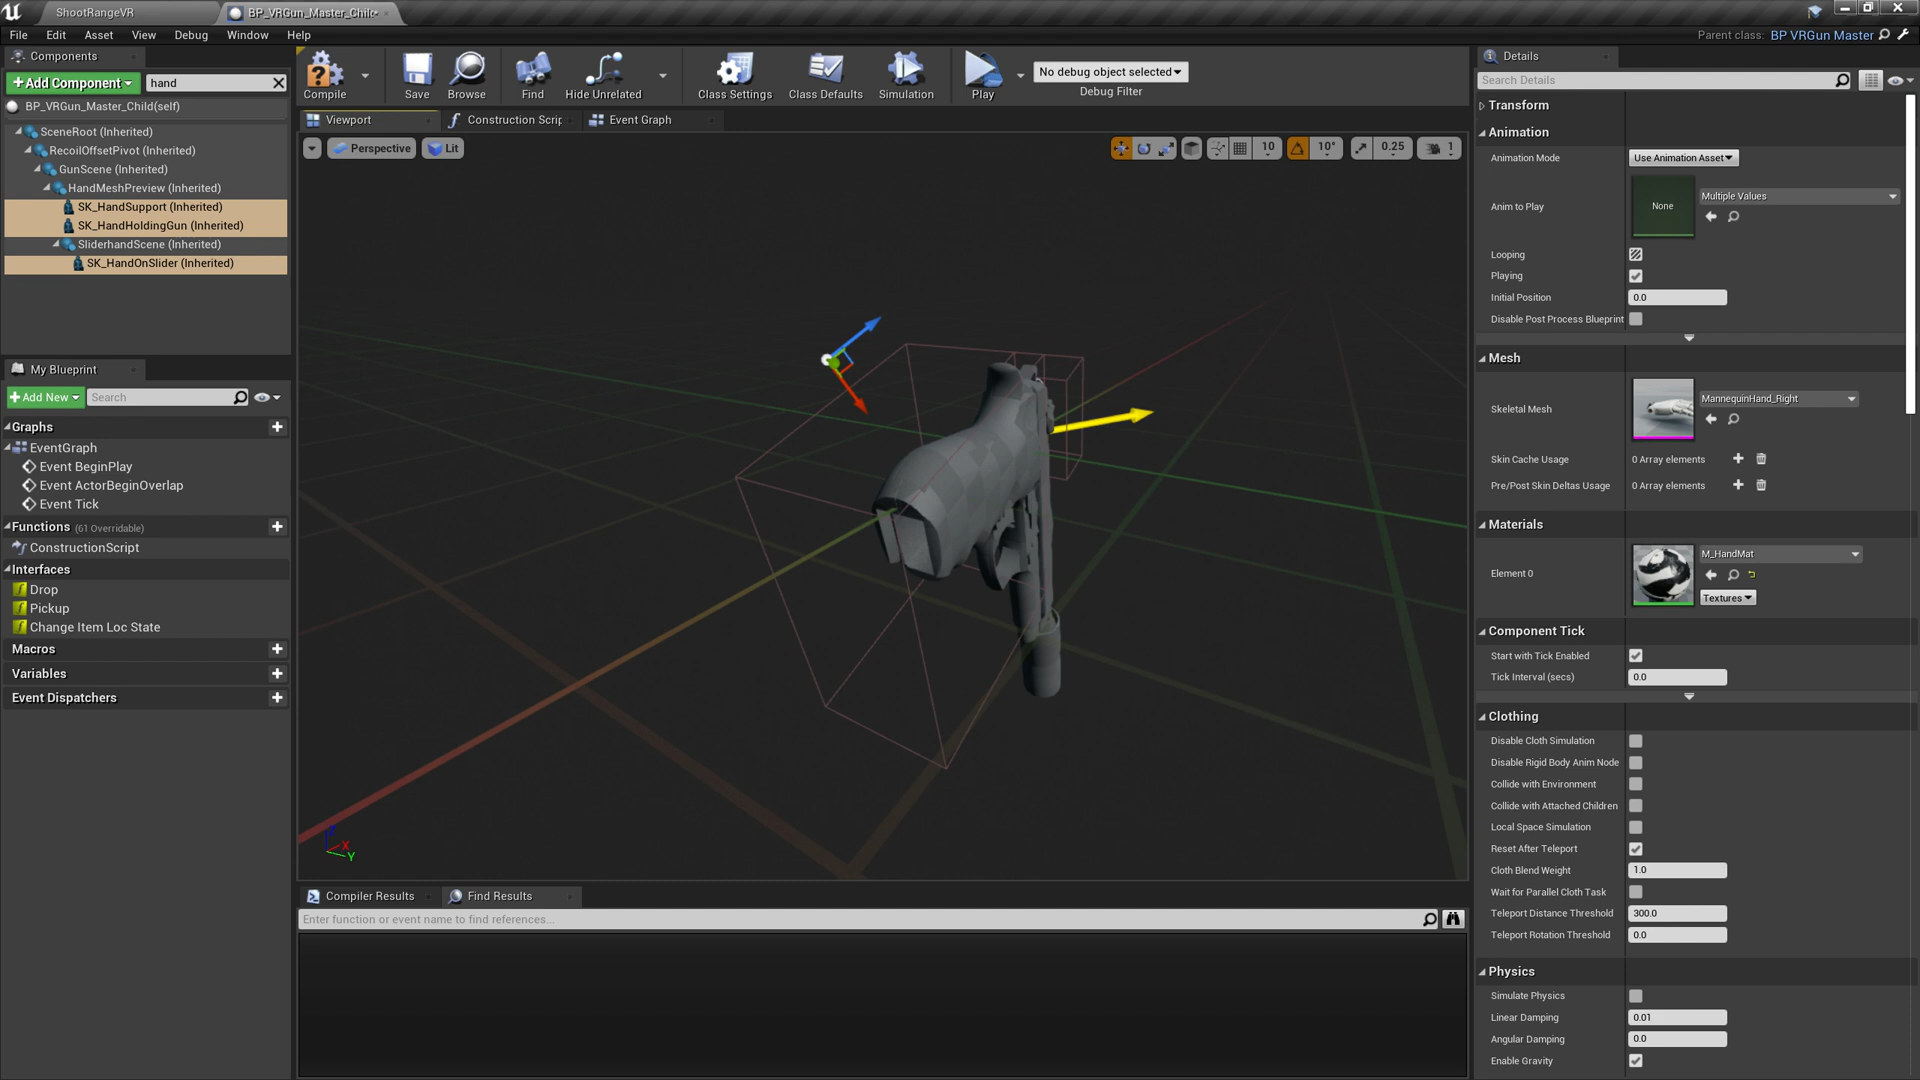 ShootRangeVR
BP_VRGun_Master_Child*
File Edit Asset View Debug Window Help
Parent class: BP VRGun Master
Components
+Add Component
hand
BP_VRGun_Master_Child(self)
SceneRoot (Inherited)
RecoilOffsetPivot (Inherited)
GunScene (Inherited)
HandMeshPreview (Inherited)
SK_HandSupport (Inherited)
SK_HandHoldingGun (Inherited)
SliderhandScene (Inherited)
SK_HandOnSlider (Inherited)
My Blueprint
+Add New
Search
Graphs
EventGraph
Event BeginPlay
Event ActorBeginOverlap
Event Tick
Functions (61 Overridable)
ConstructionScript
Interfaces
Drop
Pickup
Change Item Loc State
Macros
Variables
Event Dispatchers
Compile
Save
Browse
Find
Hide Unrelated
Class Settings
Class Defaults
Simulation
Play
No debug object selected
Debug Filter
Viewport
Construction Scrip
Event Graph
Perspective
Lit
10
10°
0.25
1
X
Y
Compiler Results
Find Results
Enter function or event name to find references...
Details
Search Details
Transform
Animation
Animation Mode
Use Animation Asset
Anim to Play
None
Multiple Values
Looping
Playing
Initial Position
0.0
Disable Post Process Blueprint
Mesh
Skeletal Mesh
MannequinHand_Right
Skin Cache Usage
0 Array elements
Pre/Post Skin Deltas Usage
0 Array elements
Materials
Element 0
M_HandMat
Textures
Component Tick
Start with Tick Enabled
Tick Interval (secs)
0.0
Clothing
Disable Cloth Simulation
Disable Rigid Body Anim Node
Collide with Environment
Collide with Attached Children
Local Space Simulation
Reset After Teleport
Cloth Blend Weight
1.0
Wait for Parallel Cloth Task
Teleport Distance Threshold
300.0
Teleport Rotation Threshold
0.0
Physics
Simulate Physics
Linear Damping
0.01
Angular Damping
0.0
Enable Gravity